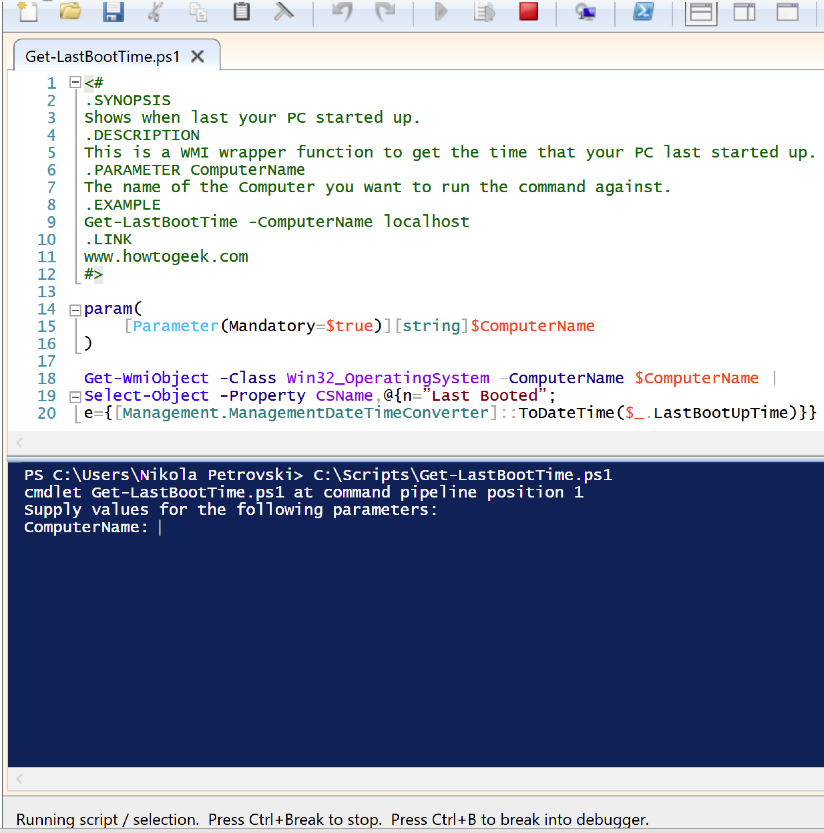 Get-LastBootTime.ps1
1 <#
2 .SYNOPSIS
3 Shows when last your PC started up.
4 .DESCRIPTION
5 This is a WMI wrapper function to get the time that your PC last started up.
6 .PARAMETER ComputerName
7 The name of the Computer you want to run the command against.
8 .EXAMPLE
9 Get-LastBootTime -ComputerName localhost
10 .LINK
11 www.howtogeek.com
12 #>
13
14 param(
15 [Parameter(Mandatory=$true)][string]$ComputerName
16 )
17
18 Get-WmiObject -Class Win32_OperatingSystem –ComputerName $ComputerName |
19 Select-Object -Property CSName,@{n=”Last Booted”;
20 e={[Management.ManagementDateTimeConverter]::ToDateTime($_.LastBootUpTime)}}
PS C:\Users\Nikola Petrovski> C:\Scripts\Get-LastBootTime.ps1
cmdlet Get-LastBootTime.ps1 at command pipeline position 1
Supply values for the following parameters:
ComputerName:
Running script / selection.  Press Ctrl+Break to stop.  Press Ctrl+B to break into debugger.